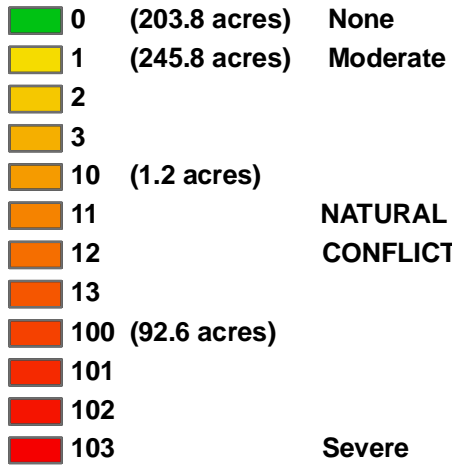 0 (203.8 acres) None
1 (245.8 acres) Moderate
2
3
10 (1.2 acres)
11 NATURAL
12 CONFLICT
13
100 (92.6 acres)
101
102
103 Severe